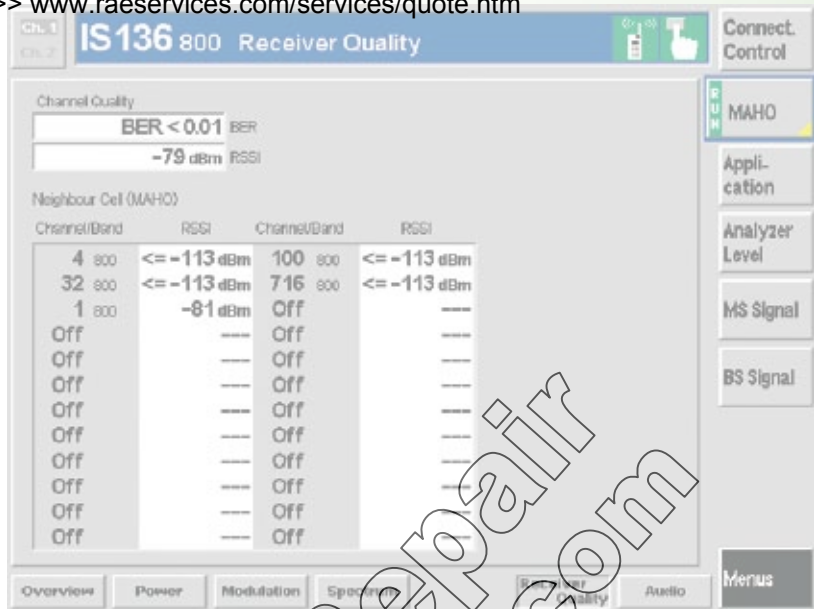 >> www.raeservices.com/services/quote.htm
Ch. 1
Ch. 2
IS136 800 Receiver Quality
Connect. Control
RUN
MAHO
Appli-
cation
Analyzer
Level
MS Signal
BS Signal
Menus
Channel Quality
BER < 0.01 BER
-79 dBm RSSI
Neighbour Cell (MAHO)
Channel/Band RSSI Channel/Band RSSI
4 800 <= -113 dBm 100 800 <= -113 dBm
32 800 <= -113 dBm 716 800 <= -113 dBm
1 800 -81 dBm Off ---
Off --- Off ---
Off --- Off ---
Off --- Off ---
Off --- Off ---
Off --- Off ---
Off --- Off ---
Off --- Off ---
Off --- Off ---
Off --- Off ---
Overview Power Modulation Spectrum Receiver Quality Audio